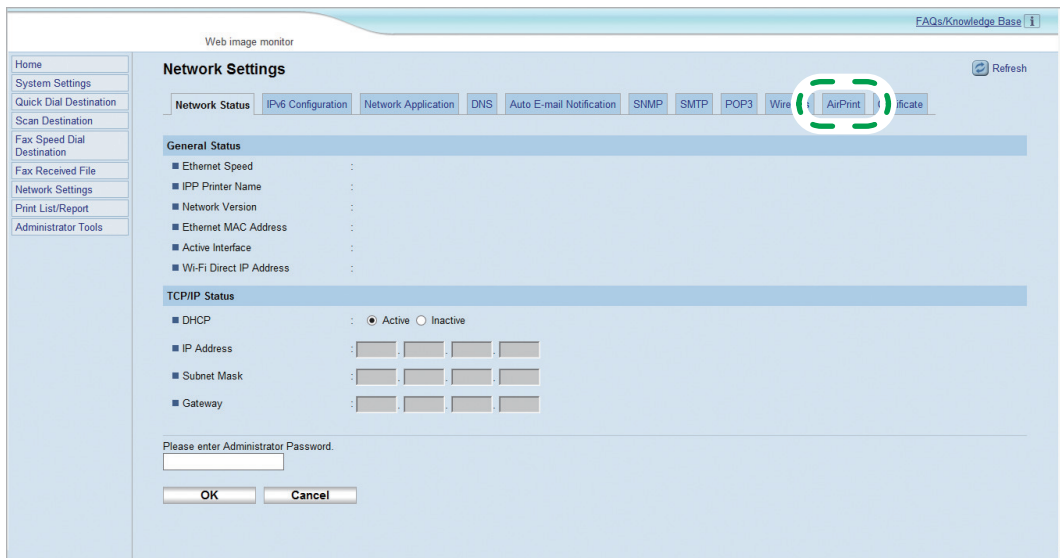 FAQs/Knowledge Base
Web image monitor
Home
System Settings
Quick Dial Destination
Scan Destination
Fax Speed Dial
Destination
Fax Received File
Network Settings
Print List/Report
Administrator Tools
Network Settings
Refresh
Network Status IPv6 Configuration Network Application DNS Auto E-mail Notification SNMP SMTP POP3 AirPrint
General Status
Ethernet Speed :
IPP Printer Name :
Network Version :
Ethernet MAC Address :
Active Interface :
Wi-Fi Direct IP Address :
TCP/IP Status
DHCP : Active Inactive
IP Address : . . .
Subnet Mask : . . .
Gateway : . . .
Please enter Administrator Password.
OK Cancel